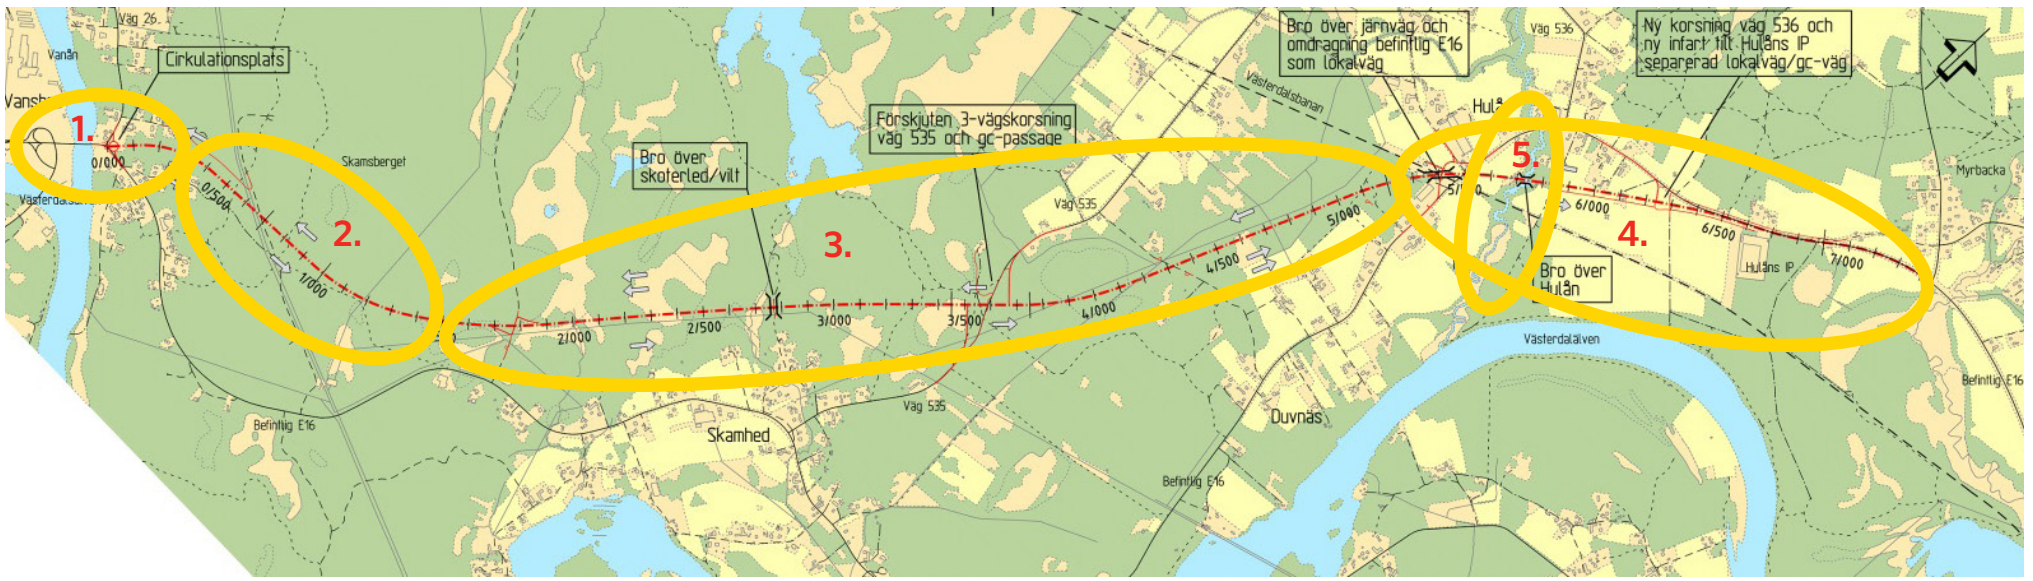 Väg 26
Vanån
Cirkulationsplats
1.
0/000
0/500
Skamsberget
2.
1/000
Befintlig E16
Bro över
skoterled/vilt
Förskjuten 3-vägskorsning
väg 535 och gc-passage
3.
Väg 535
2/000
2/500
3/000
3/500
4/000
4/500
5/000
Skamhed
Väg 535
Bro över järnväg och
omdragning befintlig E16
som lokalväg
Västerdalsbanan
Väg 536
Ny korsning väg 536 och
ny infart till Hulåns IP
separerad lokalväg/gc-väg
5.
6/000
4.
6/500
Hulåns IP
7/000
Myrbacka
Bro över
Hulån
Västerdalälven
Duvnäs
Befintlig E16
Befintlig E16